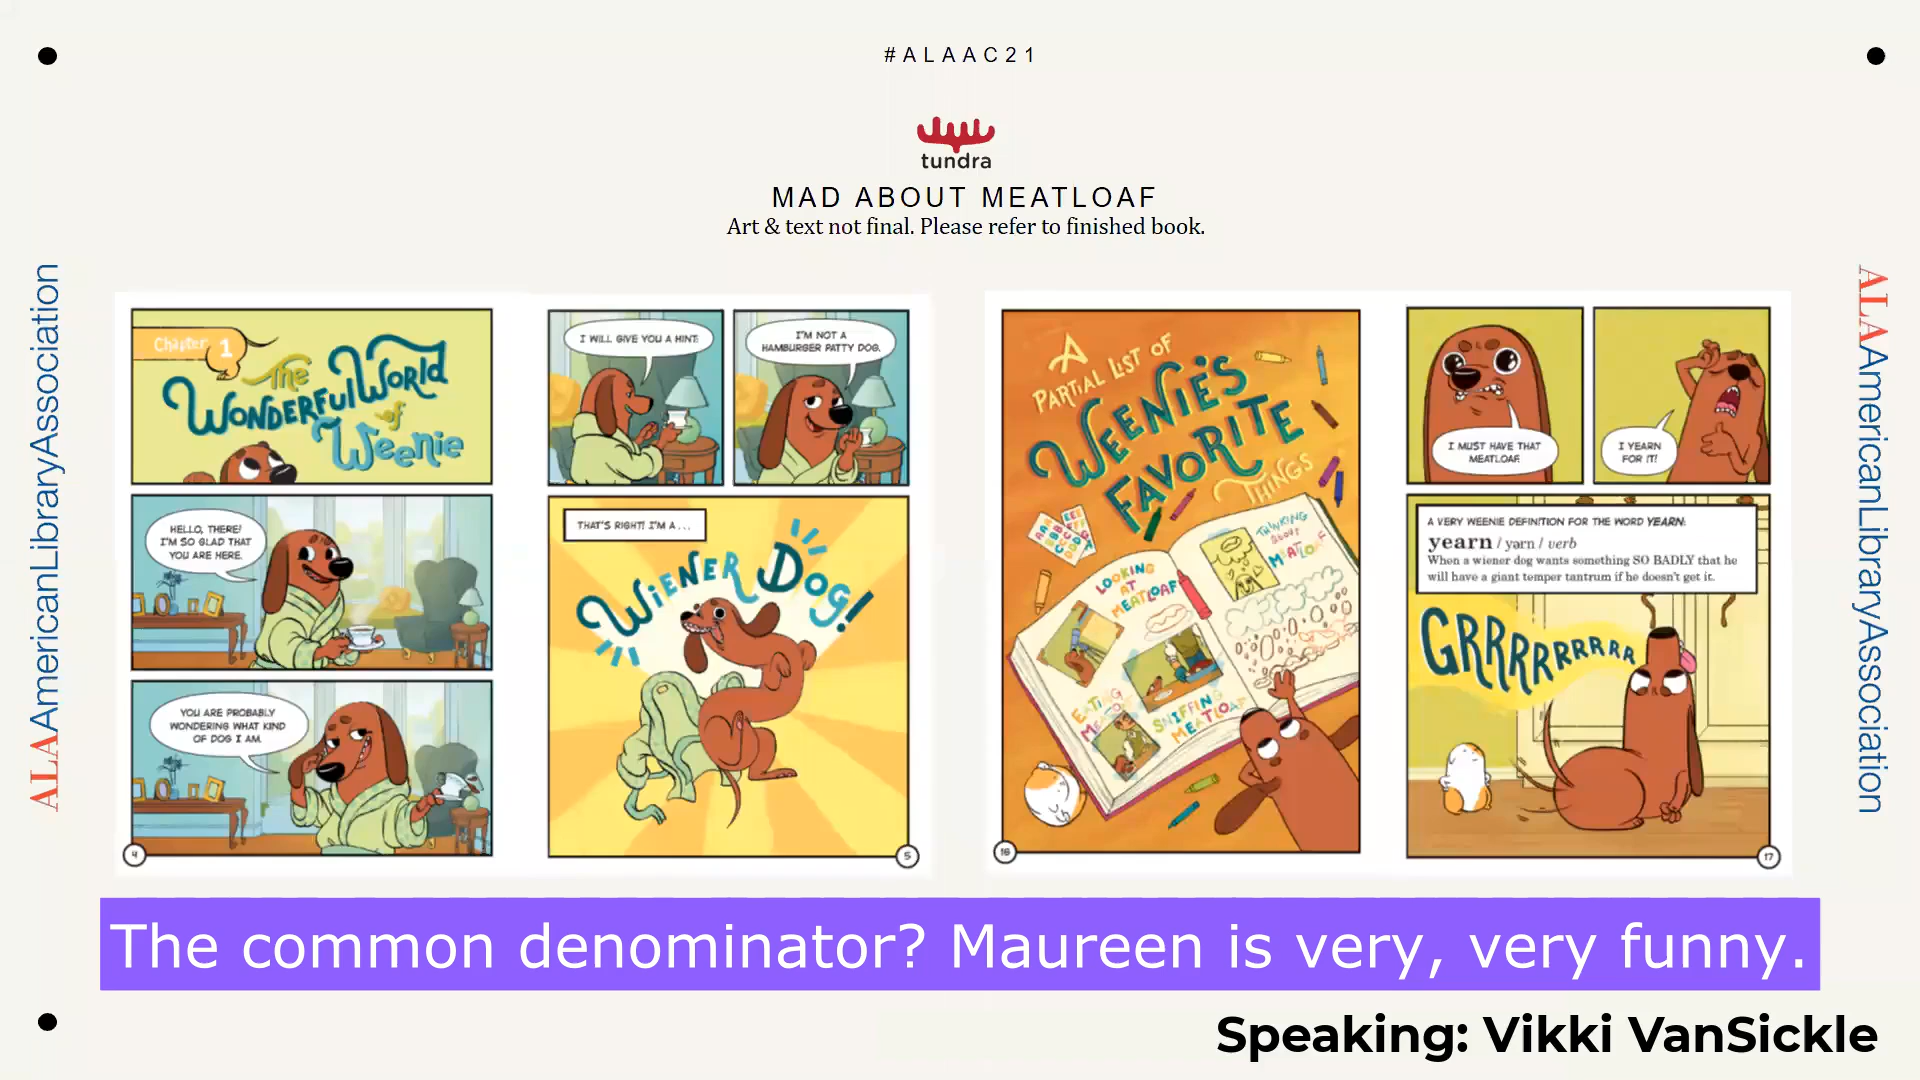 #ALAAC21
tundra
MAD ABOUT MEATLOAF
Art & text not final. Please refer to finished book.
ALAAmericanLibraryAssociation
Chapter 1
The
Wonderful World
of
Weenie
HELLO, THERE!
I'M SO GLAD THAT
YOU ARE HERE.
YOU ARE PROBABLY
WONDERING WHAT KIND
OF DOG I AM.
4
I WILL GIVE YOU A HINT:
I'M NOT A
HAMBURGER PATTY DOG.
THAT'S RIGHT! I'M A . . .
WIENER DOG!
5
A
PARTIAL LIST OF
WEENIE'S
FAVORITE
THINGS
THINKING
ABOUT
MEATLOAF
LOOKING
AT
MEATLOAF
EATING
MEATLOAF
SNIFFING
MEATLOAF
16
I MUST HAVE THAT
MEATLOAF.
I YEARN
FOR IT!
A VERY WEENIE DEFINITION FOR THE WORD YEARN:
yearn / yarn / verb
When a wiener dog wants something SO BADLY that he
will have a giant temper tantrum if he doesn't get it.
GRRRRRRRRR
17
ALAAmericanLibraryAssociation
The common denominator? Maureen is very, very funny.
Speaking: Vikki VanSickle